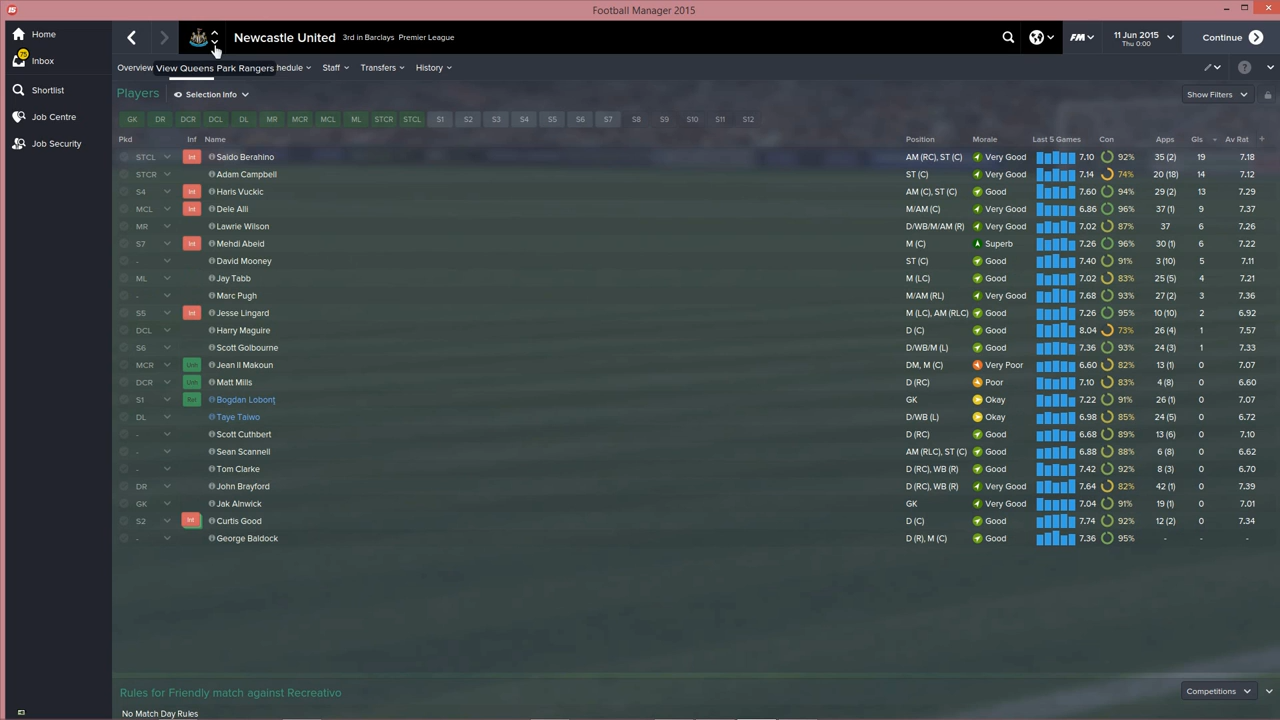 Football Manager 2015
Home
75
Inbox
Shortlist
Job Centre
Job Security
Newcastle United 3rd in Barclays Premier League
FM
11 Jun 2015
Thu 0:00
Continue
Overview hedule Staff Transfers History
View Queens Park Rangers
Players Selection Info Show Filters
GK DR DCR DCL DL MR MCR MCL ML STCR STCL S1 S2 S3 S4 S5 S6 S7 S8 S9 S10 S11 S12
Pkd Inf Name Position Morale Last 5 Games Con Apps Gls Av Rat
STCL Int Saido Berahino AM (RC), ST (C) Very Good 7.10 92% 35 (2) 19 7.18
STCR Adam Campbell ST (C) Very Good 7.14 74% 20 (18) 14 7.12
S4 Int Haris Vuckic AM (C), ST (C) Good 7.60 94% 29 (2) 13 7.29
MCL Int Dele Alli M/AM (C) Very Good 6.86 96% 37 (1) 9 7.37
MR Lawrie Wilson D/WB/M/AM (R) Very Good 7.02 87% 37 6 7.26
S7 Int Mehdi Abeid M (C) Superb 7.26 96% 30 (1) 6 7.22
- David Mooney ST (C) Good 7.40 91% 3 (10) 5 7.11
ML Jay Tabb M (LC) Good 7.02 83% 25 (5) 4 7.21
- Marc Pugh M/AM (RL) Very Good 7.68 93% 27 (2) 3 7.36
S5 Int Jesse Lingard M (LC), AM (RLC) Good 7.26 95% 10 (10) 2 6.92
DCL Harry Maguire D (C) Good 8.04 73% 26 (4) 1 7.57
S6 Scott Golbourne D/WB/M (L) Good 7.36 93% 24 (3) 1 7.33
MCR Unh Jean II Makoun DM, M (C) Very Poor 6.60 82% 13 (1) 0 7.07
DCR Unh Matt Mills D (RC) Poor 7.10 83% 4 (8) 0 6.60
S1 Ret Bogdan Lobonț GK Okay 7.22 91% 26 (1) 0 7.07
DL Taye Taiwo D/WB (L) Okay 6.98 85% 24 (5) 0 6.72
- Scott Cuthbert D (RC) Good 6.68 89% 13 (6) 0 7.10
- Sean Scannell AM (RLC), ST (C) Good 6.88 88% 6 (8) 0 6.62
- Tom Clarke D (RC), WB (R) Good 7.42 92% 8 (3) 0 6.70
DR John Brayford D (RC), WB (R) Very Good 7.64 82% 42 (1) 0 7.39
GK Jak Alnwick GK Very Good 7.04 91% 19 (1) 0 7.01
S2 Int Curtis Good D (C) Good 7.74 92% 12 (2) 0 7.34
- George Baldock D (R), M (C) Good 7.36 95% - - -
Rules for Friendly match against Recreativo Competitions
No Match Day Rules